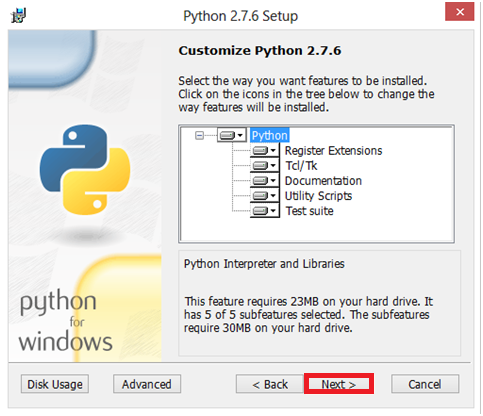 Python 2.7.6 Setup
Customize Python 2.7.6
Select the way you want features to be installed.
Click on the icons in the tree below to change the
way features will be installed.
Python
Register Extensions
Tcl/Tk
Documentation
Utility Scripts
Test suite
Python Interpreter and Libraries
This feature requires 23MB on your hard drive. It
has 5 of 5 subfeatures selected. The subfeatures
require 30MB on your hard drive.
python
for
windows
Disk Usage
Advanced
< Back
Next >
Cancel